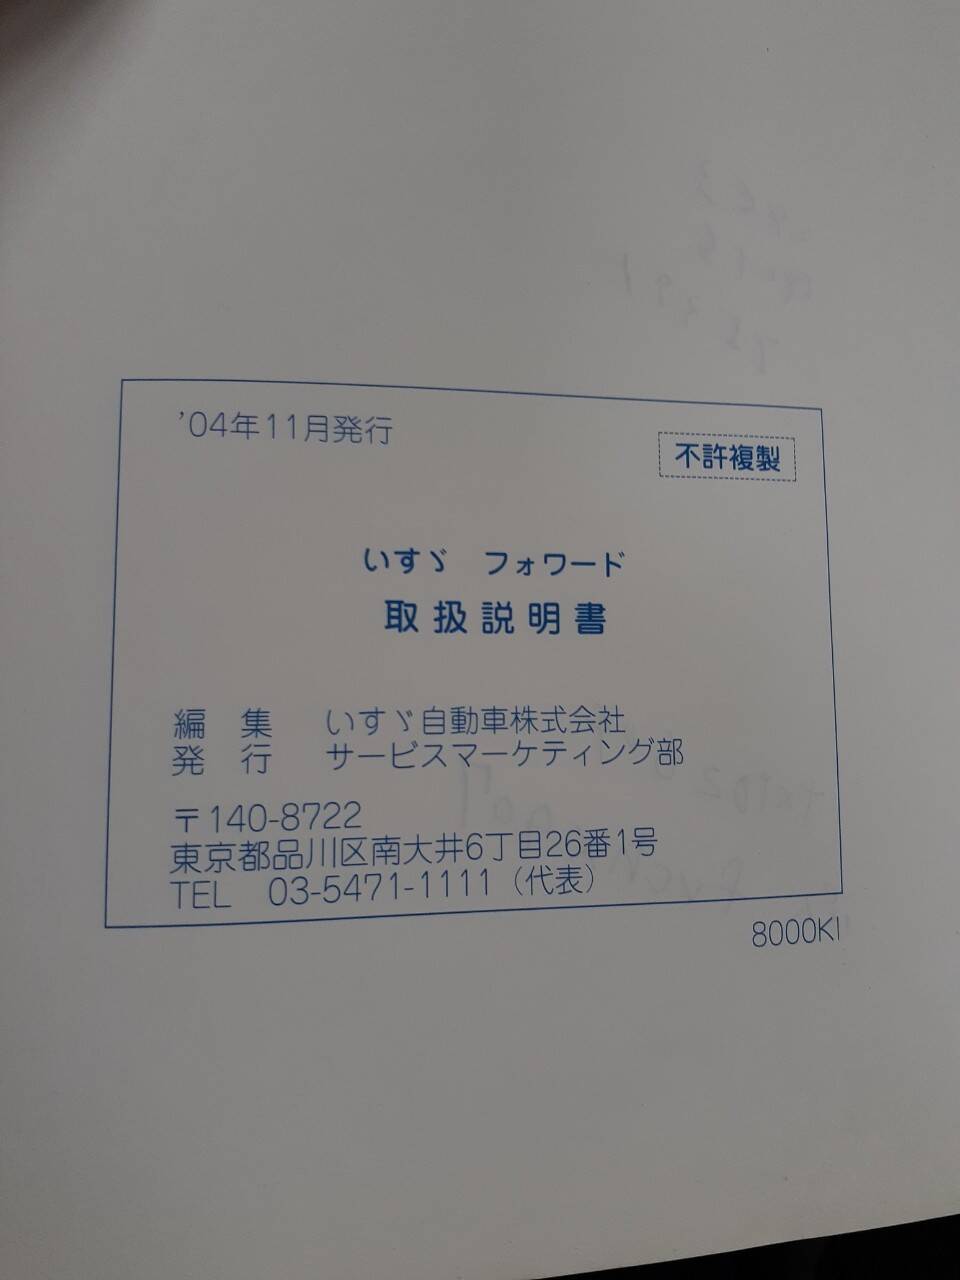 '04年11月発行
不許複製
いすゞ フォワード
取扱説明書
編 集 いすゞ自動車株式会社
発 行 サービスマーケティング部
〒140-8722
東京都品川区南大井6丁目26番1号
TEL 03-5471-1111（代表）
8000KI